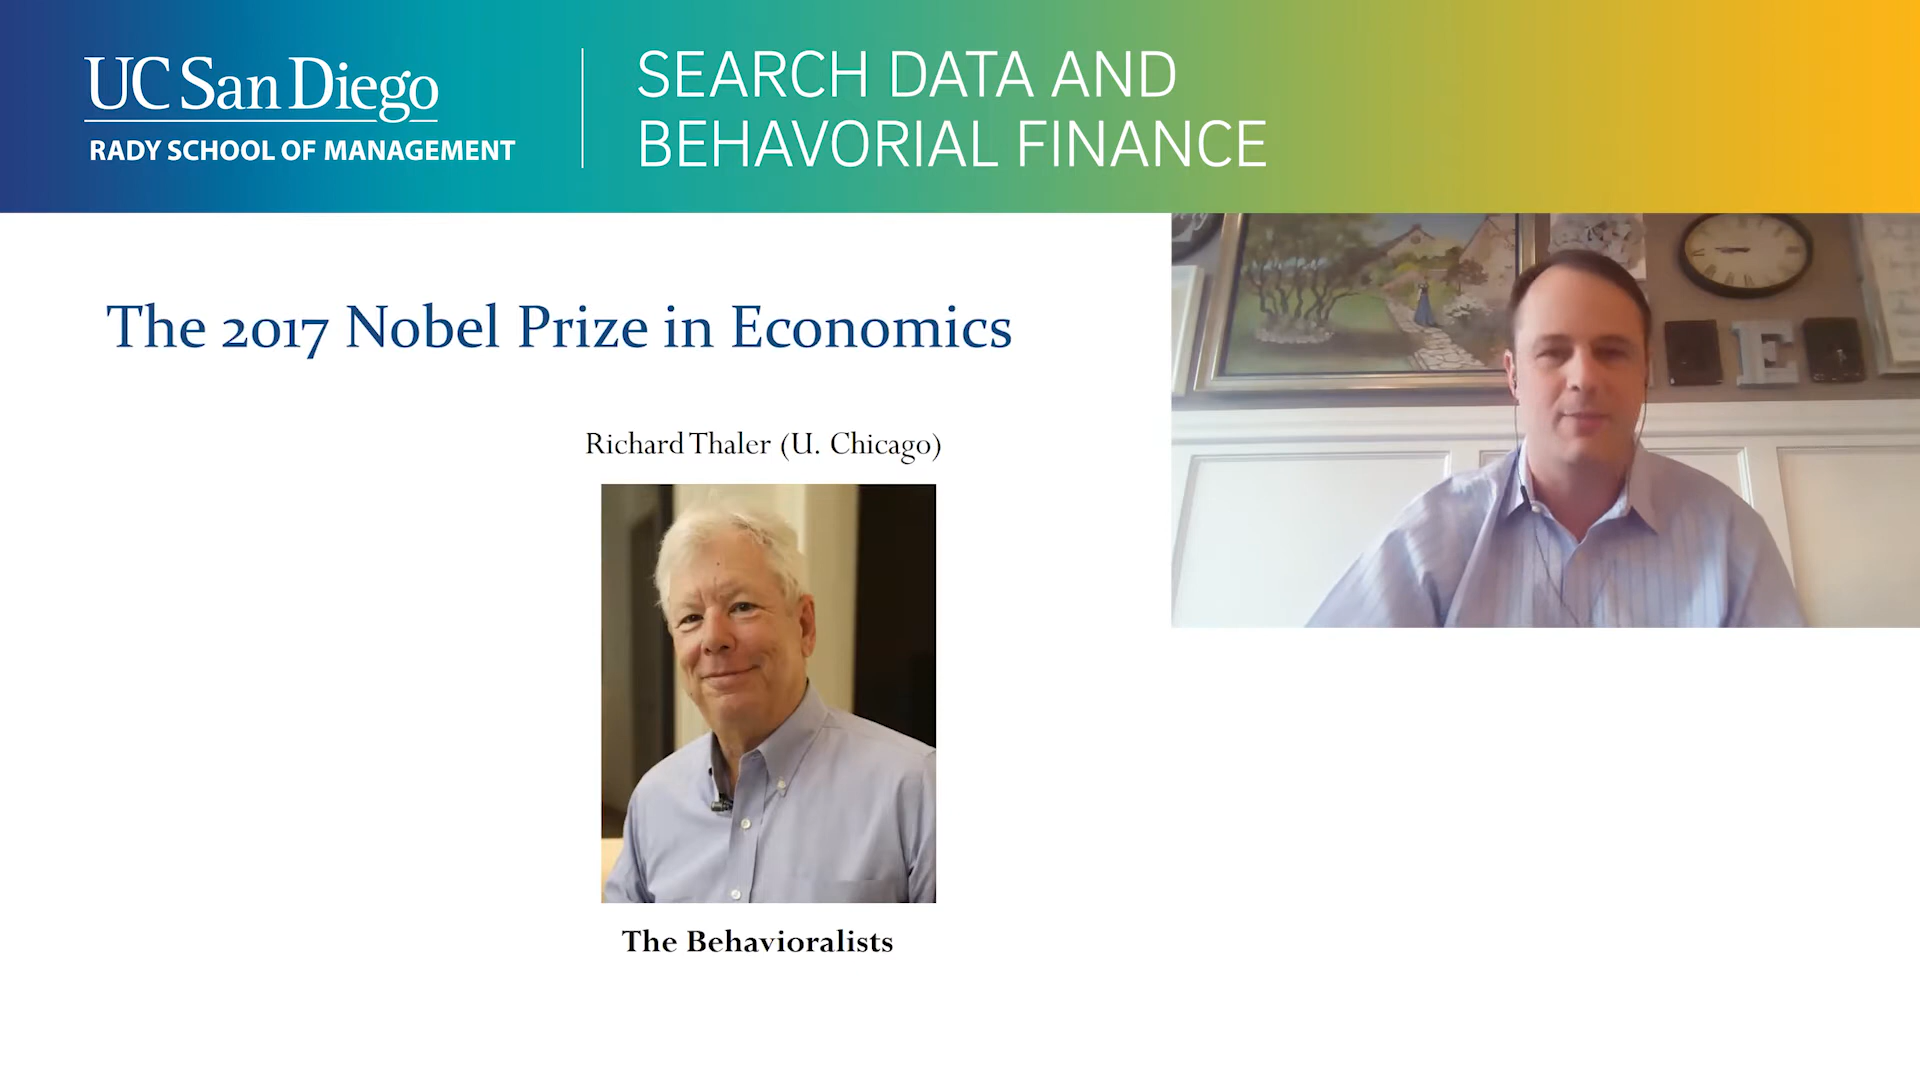 UC San Diego
RADY SCHOOL OF MANAGEMENT
SEARCH DATA AND
BEHAVORIAL FINANCE
The 2017 Nobel Prize in Economics
Richard Thaler (U. Chicago)
The Behavioralists
E